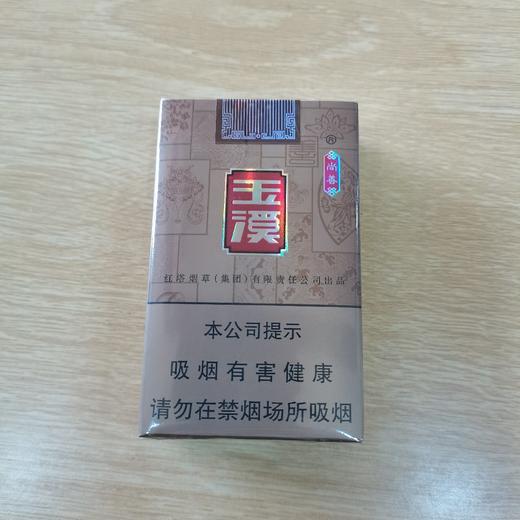 ®
尚善
玉溪
红塔烟草(集团)有限责任公司出品
本公司提示
吸烟有害健康
请勿在禁烟场所吸烟